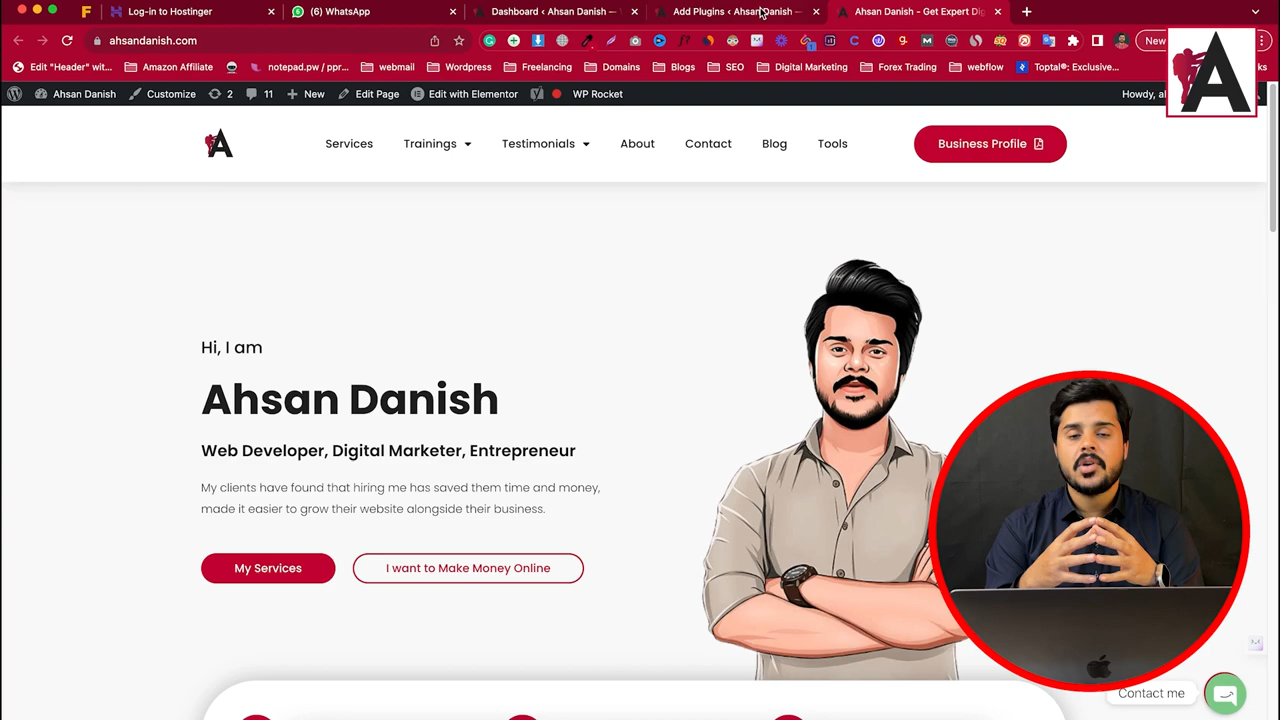 Log-in to Hostinger
(6) WhatsApp
Dashboard ‹ Ahsan Danish —
Add Plugins ‹ Ahsan Danish —
Ahsan Danish - Get Expert Dig
ahsandanish.com
New
Edit "Header" wit...
Amazon Affiliate
notepad.pw / ppr...
webmail
Wordpress
Freelancing
Domains
Blogs
SEO
Digital Marketing
Forex Trading
webflow
Toptal®: Exclusive...
Ahsan Danish
Customize
2
11
New
Edit Page
Edit with Elementor
WP Rocket
Howdy,
A
A
Services
Trainings
Testimonials
About
Contact
Blog
Tools
Business Profile
Hi, I am
Ahsan Danish
Web Developer, Digital Marketer, Entrepreneur
My clients have found that hiring me has saved them time and money,
made it easier to grow their website alongside their business.
My Services
I want to Make Money Online
Contact me